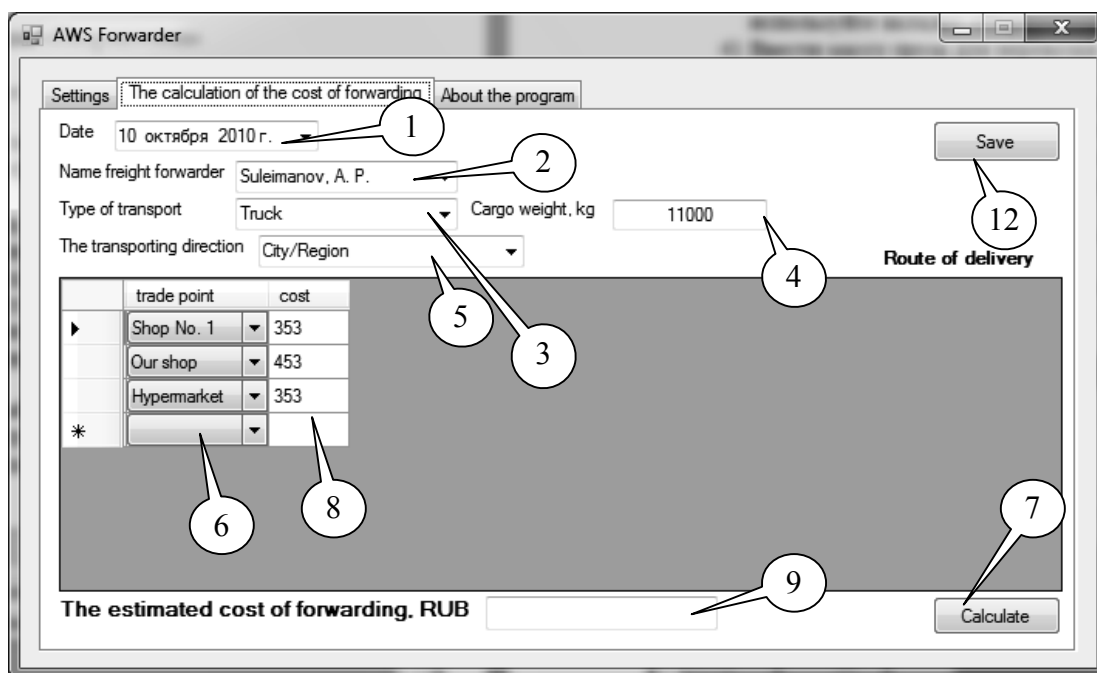 AWS Forwarder
Settings The calculation of the cost of forwarding About the program
Date 10 октября 2010 г. 1 Save
Name freight forwarder Suleimanov, A. P. 2
Type of transport Truck Cargo weight, kg 11000 12
The transporting direction City/Region Route of delivery
4
trade point cost
5
Shop No. 1 353
3
Our shop 453
Hypermarket 353
6 8 7
9
The estimated cost of forwarding, RUB Calculate